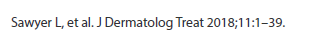 Sawyer L, et al. J Dermatolog Treat 2018;11:1–39.